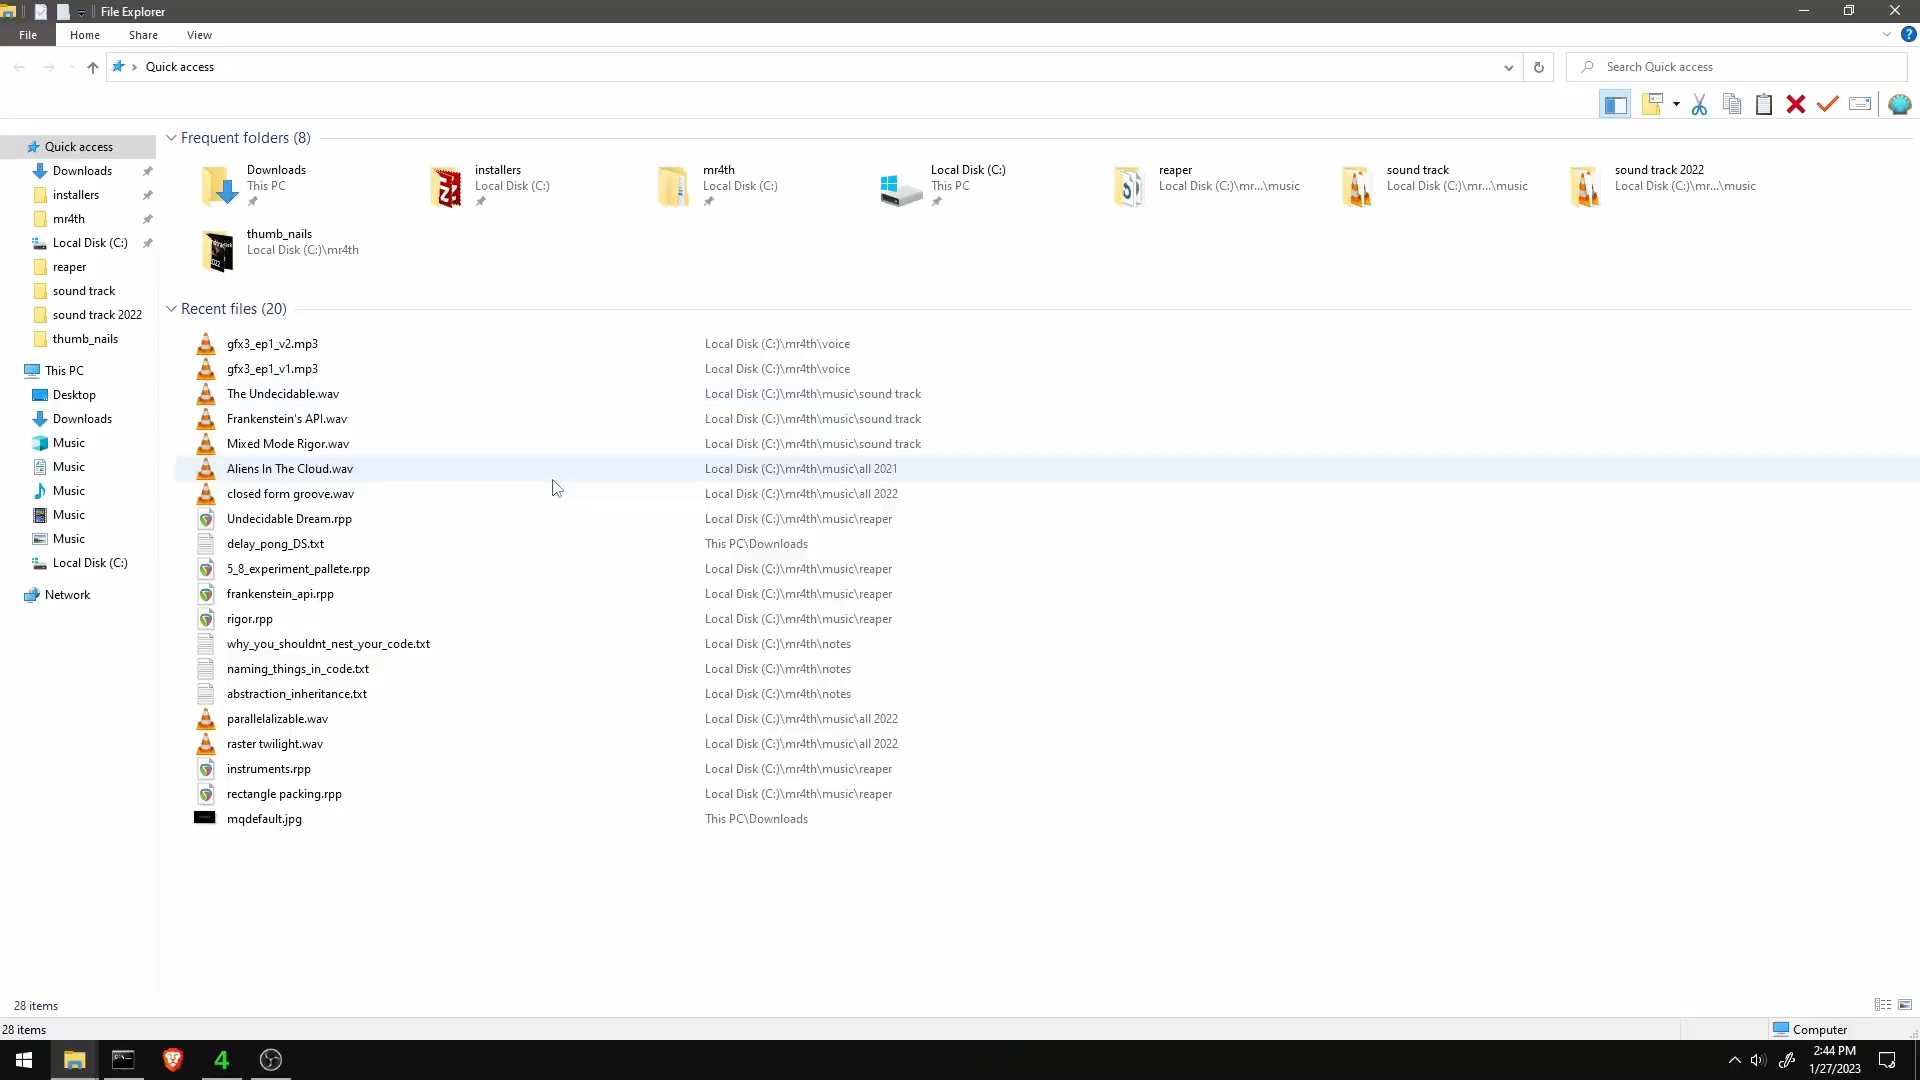 File Explorer
File
Home
Share
View
Quick access
Search Quick access
Quick access
Downloads
installers
mr4th
Local Disk (C:)
reaper
sound track
sound track 2022
thumb_nails
This PC
Desktop
Downloads
Music
Music
Music
Music
Music
Local Disk (C:)
Network
Frequent folders (8)
Downloads
This PC
installers
Local Disk (C:)
mr4th
Local Disk (C:)
Local Disk (C:)
This PC
reaper
Local Disk (C:)\mr...\music
sound track
Local Disk (C:)\mr...\music
sound track 2022
Local Disk (C:)\mr...\music
thumb_nails
Local Disk (C:)\mr4th
Recent files (20)
gfx3_ep1_v2.mp3 Local Disk (C:)\mr4th\voice
gfx3_ep1_v1.mp3 Local Disk (C:)\mr4th\voice
The Undecidable.wav Local Disk (C:)\mr4th\music\sound track
Frankenstein's API.wav Local Disk (C:)\mr4th\music\sound track
Mixed Mode Rigor.wav Local Disk (C:)\mr4th\music\sound track
Aliens In The Cloud.wav Local Disk (C:)\mr4th\music\all 2021
closed form groove.wav Local Disk (C:)\mr4th\music\all 2022
Undecidable Dream.rpp Local Disk (C:)\mr4th\music\reaper
delay_pong_DS.txt This PC\Downloads
5_8_experiment_pallete.rpp Local Disk (C:)\mr4th\music\reaper
frankenstein_api.rpp Local Disk (C:)\mr4th\music\reaper
rigor.rpp Local Disk (C:)\mr4th\music\reaper
why_you_shouldnt_nest_your_code.txt Local Disk (C:)\mr4th\notes
naming_things_in_code.txt Local Disk (C:)\mr4th\notes
abstraction_inheritance.txt Local Disk (C:)\mr4th\notes
parallelalizable.wav Local Disk (C:)\mr4th\music\all 2022
raster twilight.wav Local Disk (C:)\mr4th\music\all 2022
instruments.rpp Local Disk (C:)\mr4th\music\reaper
rectangle packing.rpp Local Disk (C:)\mr4th\music\reaper
mqdefault.jpg This PC\Downloads
28 items
28 items
Computer
4
2:44 PM
1/27/2023